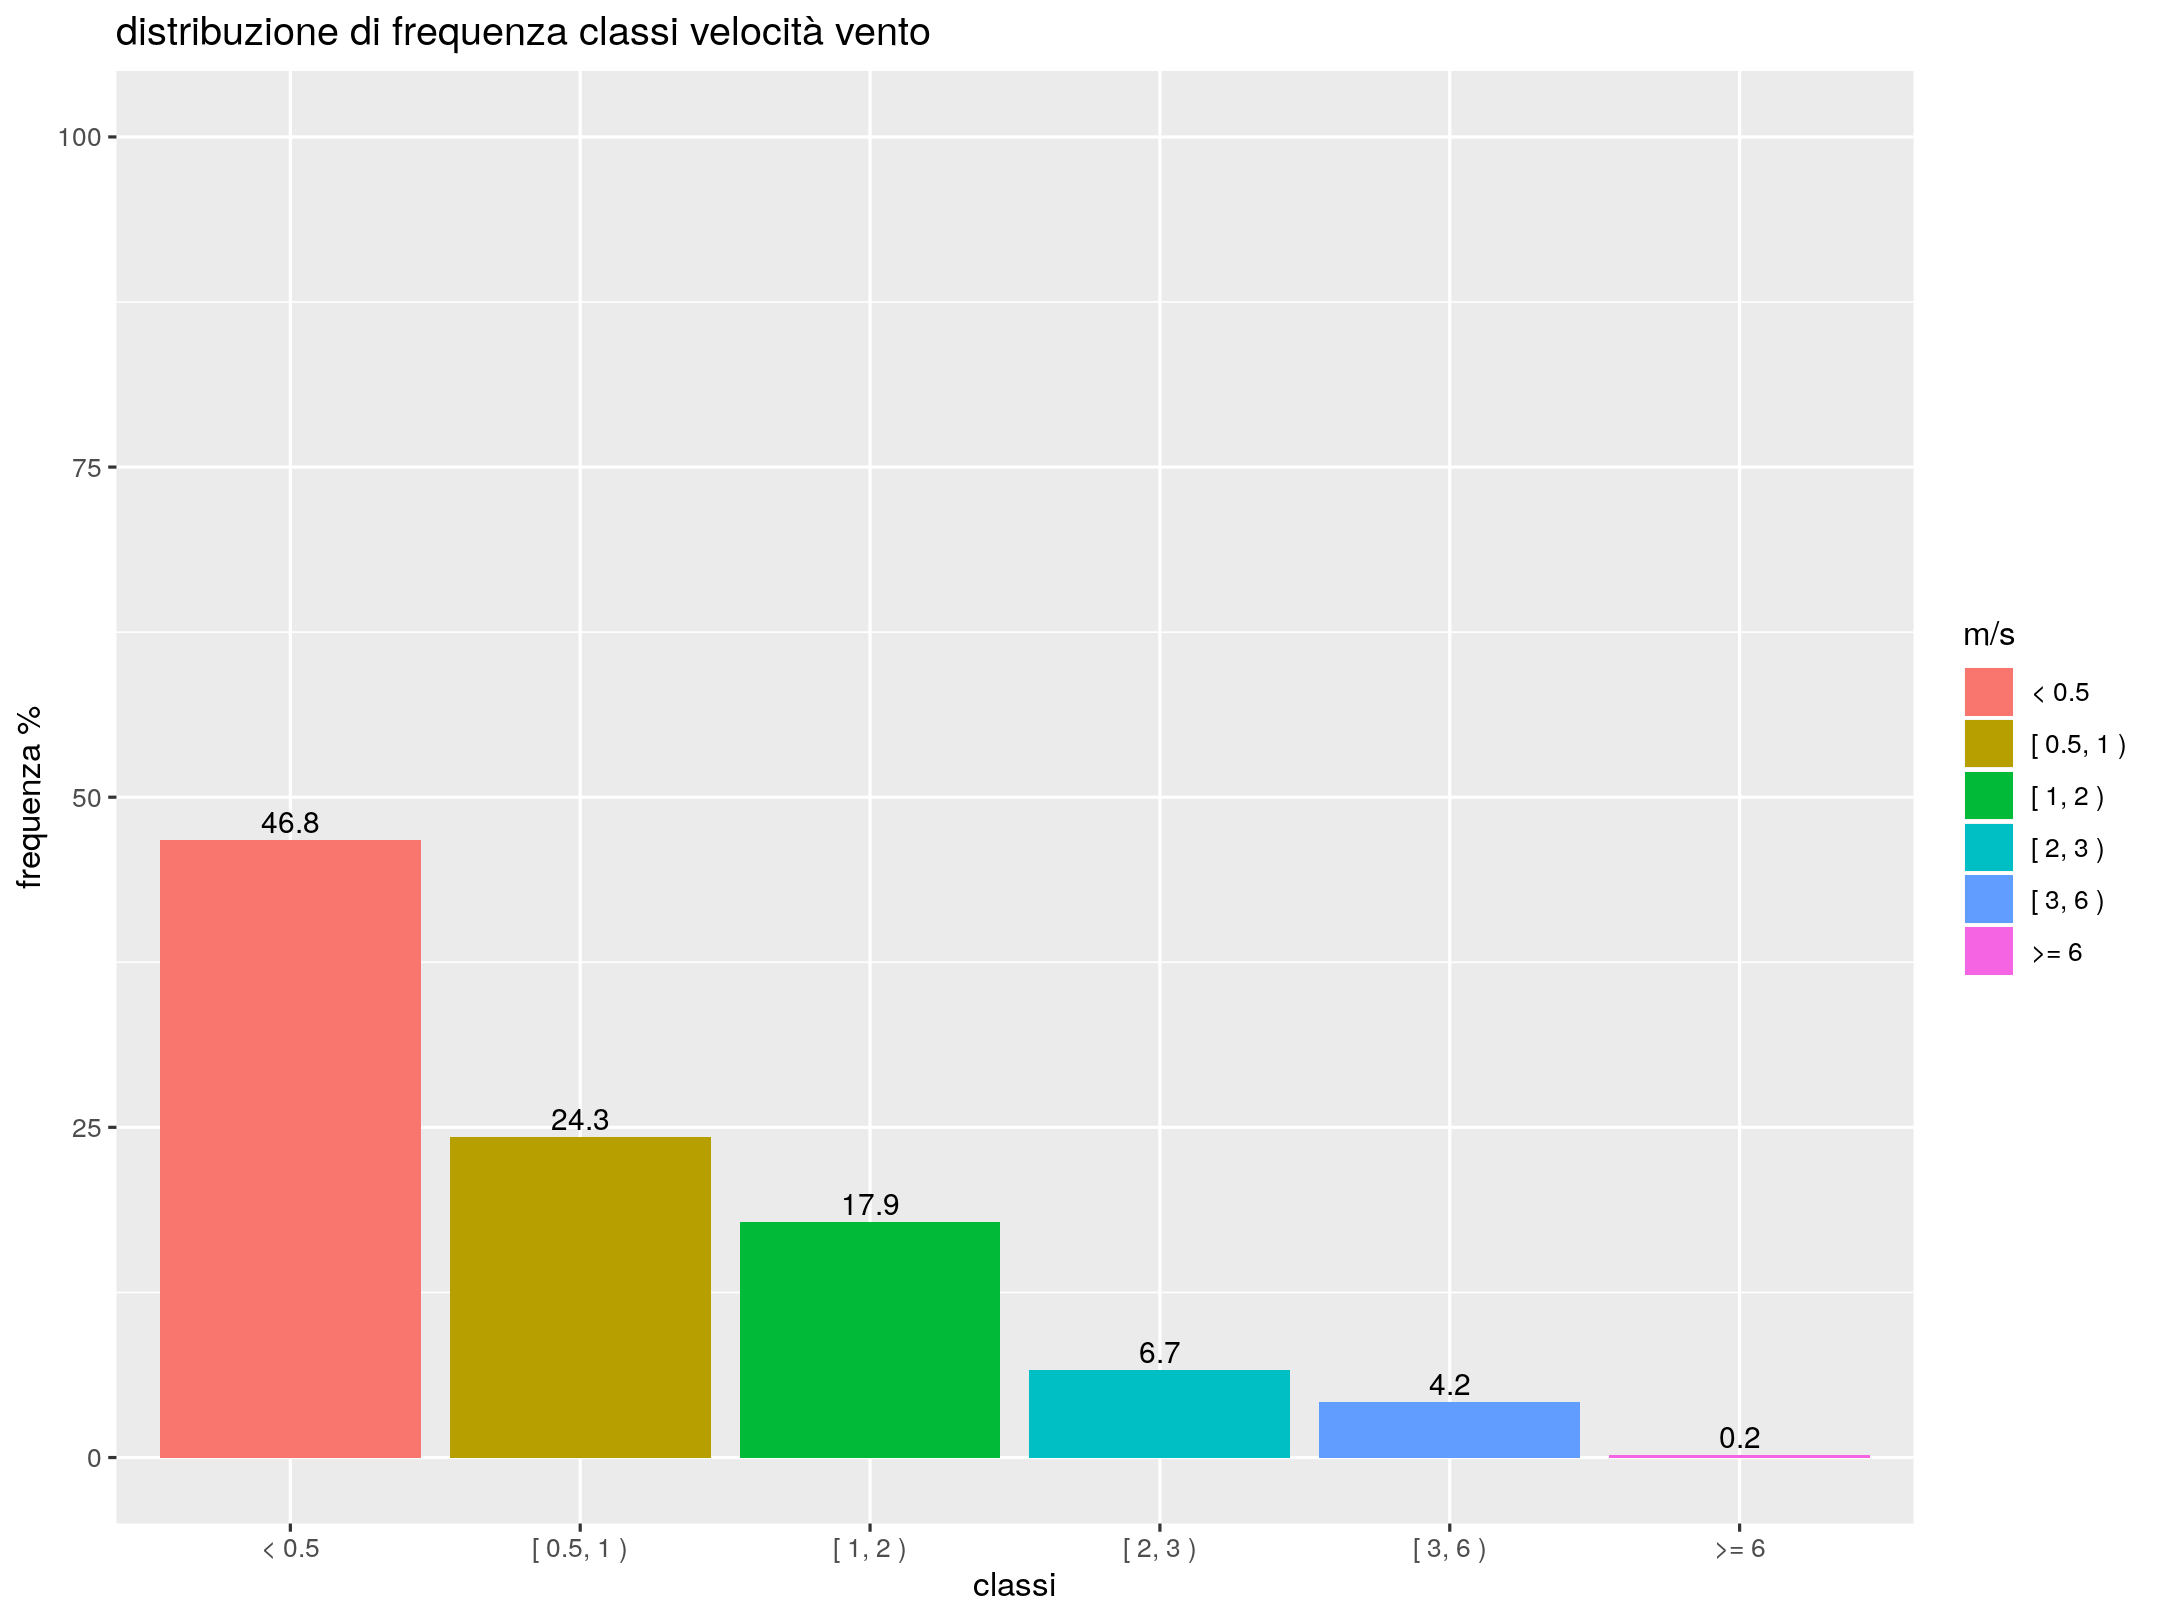 distribuzione di frequenza classi velocità vento
frequenza %
100
75
50
25
0
46.8
24.3
17.9
6.7
4.2
0.2
< 0.5
[ 0.5, 1 )
[ 1, 2 )
[ 2, 3 )
[ 3, 6 )
>= 6
classi
m/s
< 0.5
[ 0.5, 1 )
[ 1, 2 )
[ 2, 3 )
[ 3, 6 )
>= 6